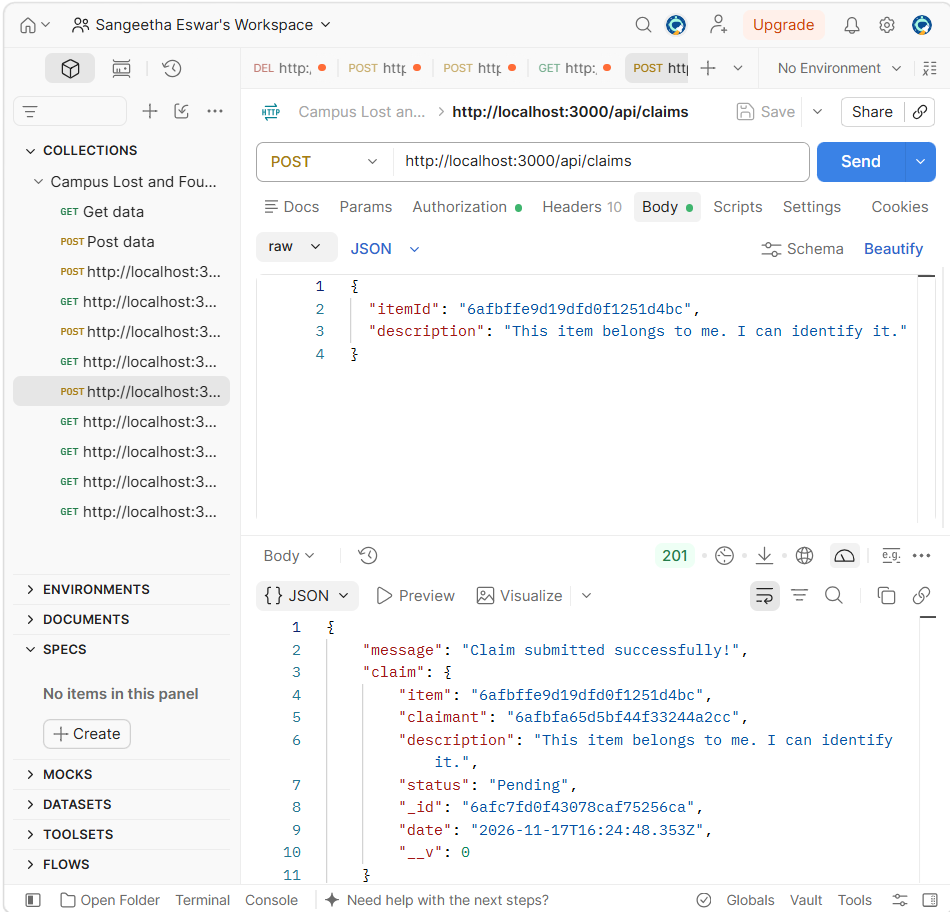 Sangeetha Eswar's Workspace
Upgrade
DEL http:,
POST http
POST http
GET http:,
POST http
No Environment
COLLECTIONS
Campus Lost and Fou...
GET Get data
POST Post data
POST http://localhost:3...
GET http://localhost:3...
POST http://localhost:3...
GET http://localhost:3...
POST http://localhost:3...
GET http://localhost:3...
GET http://localhost:3...
GET http://localhost:3...
GET http://localhost:3...
ENVIRONMENTS
DOCUMENTS
SPECS
No items in this panel
Create
MOCKS
DATASETS
TOOLSETS
FLOWS
HTTP Campus Lost an... > http://localhost:3000/api/claims
Save
Share
POST http://localhost:3000/api/claims
Send
Docs Params Authorization Headers 10 Body Scripts Settings Cookies
raw JSON Schema Beautify
1 {
2 "itemId": "6afbffe9d19dfd0f1251d4bc",
3 "description": "This item belongs to me. I can identify it."
4 }
Body 201 e.g.
{} JSON Preview Visualize
1 {
2 "message": "Claim submitted successfully!",
3 "claim": {
4 "item": "6afbffe9d19dfd0f1251d4bc",
5 "claimant": "6afbfa65d5bf44f33244a2cc",
6 "description": "This item belongs to me. I can identify
it.",
7 "status": "Pending",
8 "_id": "6afc7fd0f43078caf75256ca",
9 "date": "2026-11-17T16:24:48.353Z",
10 "__v": 0
11 }
Open Folder Terminal Console Need help with the next steps? Globals Vault Tools